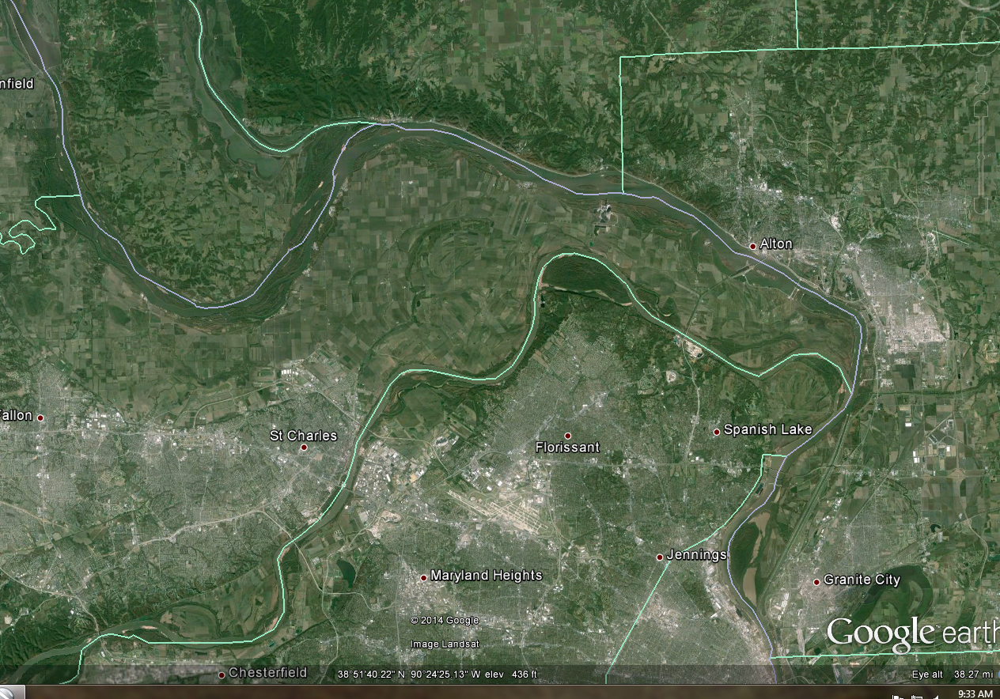 nfield
Alton
allon
St Charles
Florissant
Spanish Lake
Jennings
Maryland Heights
Granite City
© 2014 Google
Image Landsat
Google earth
Chesterfield
38°51'40.22" N 90°24'25.13" W elev 436 ft
Eye alt 38.27 mi
9:33 AM